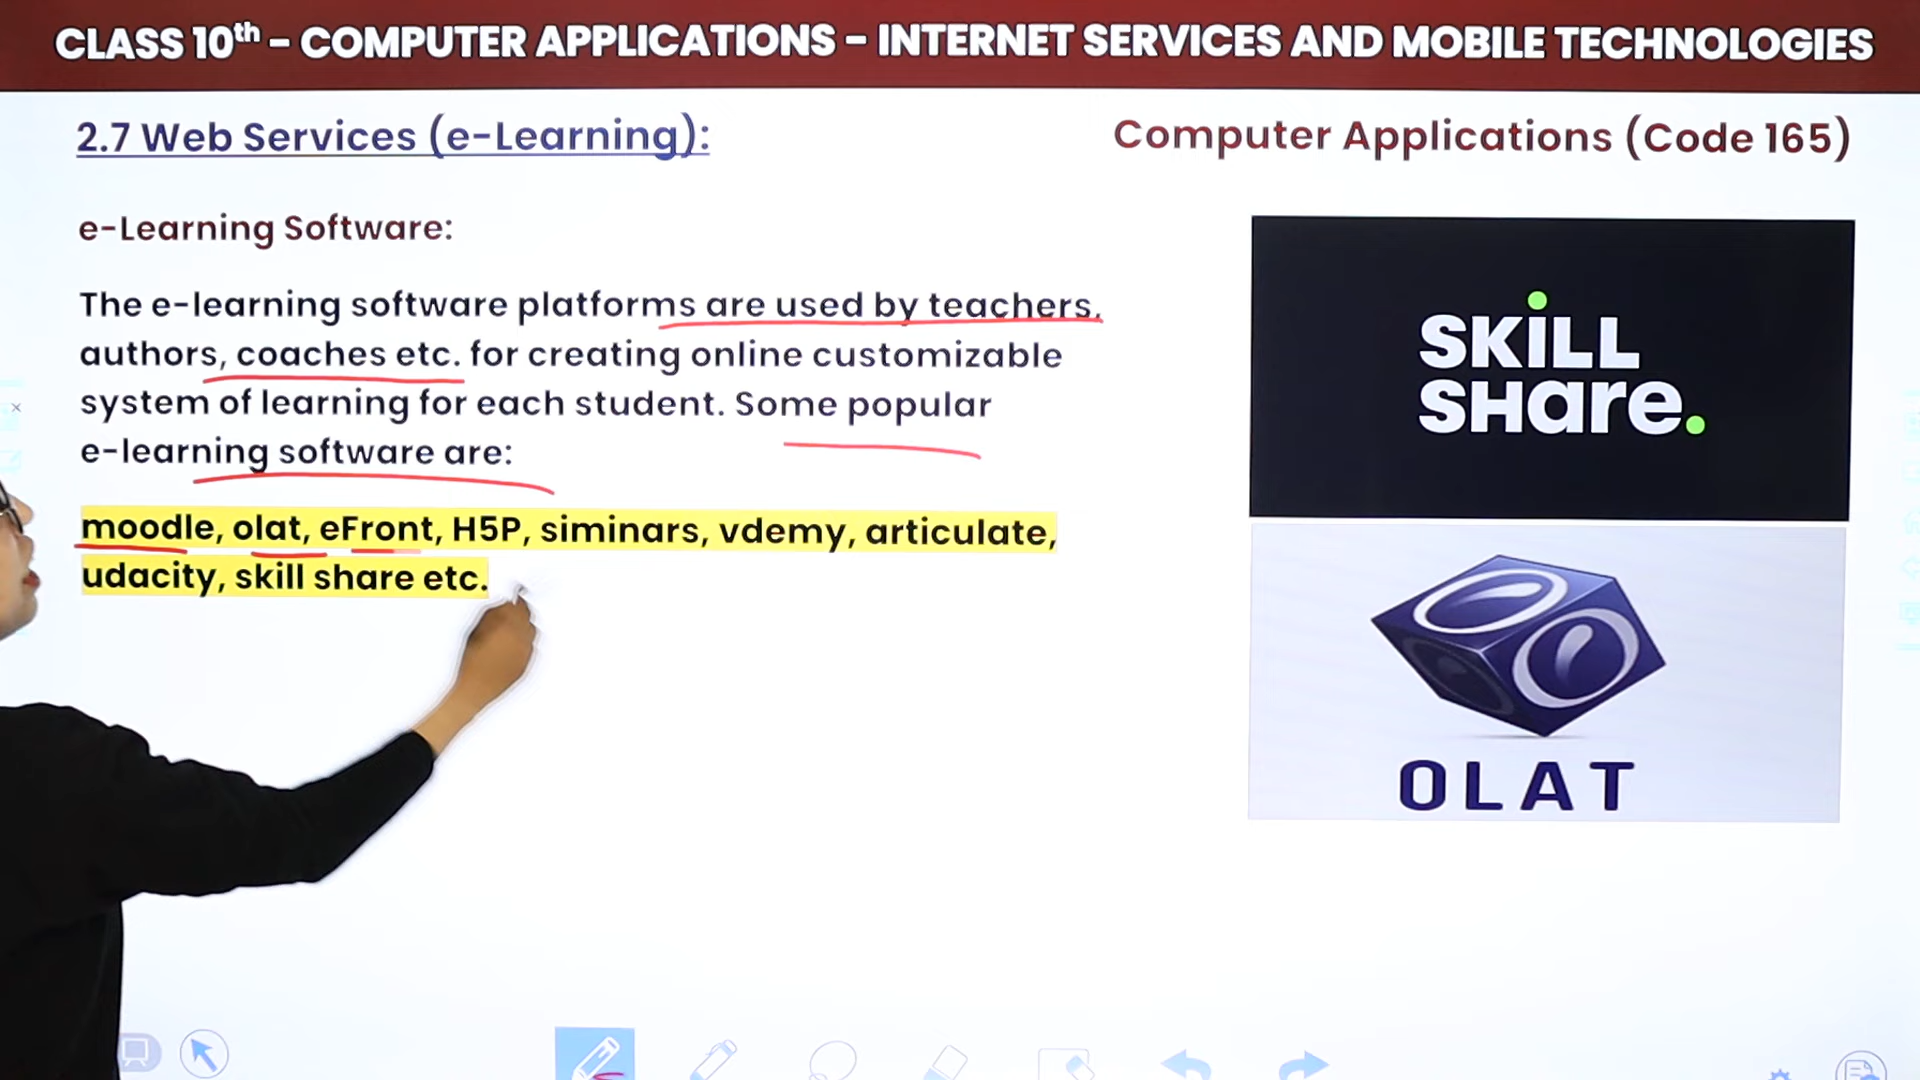 CLASS 10th - COMPUTER APPLICATIONS - INTERNET SERVICES AND MOBILE TECHNOLOGIES
2.7 Web Services (e-Learning):
Computer Applications (Code 165)
e-Learning Software:
The e-learning software platforms are used by teachers,
authors, coaches etc. for creating online customizable
system of learning for each student. Some popular
e-learning software are:
moodle, olat, eFront, H5P, siminars, vdemy, articulate,
udacity, skill share etc.
SKiLL
SHare.
OLAT